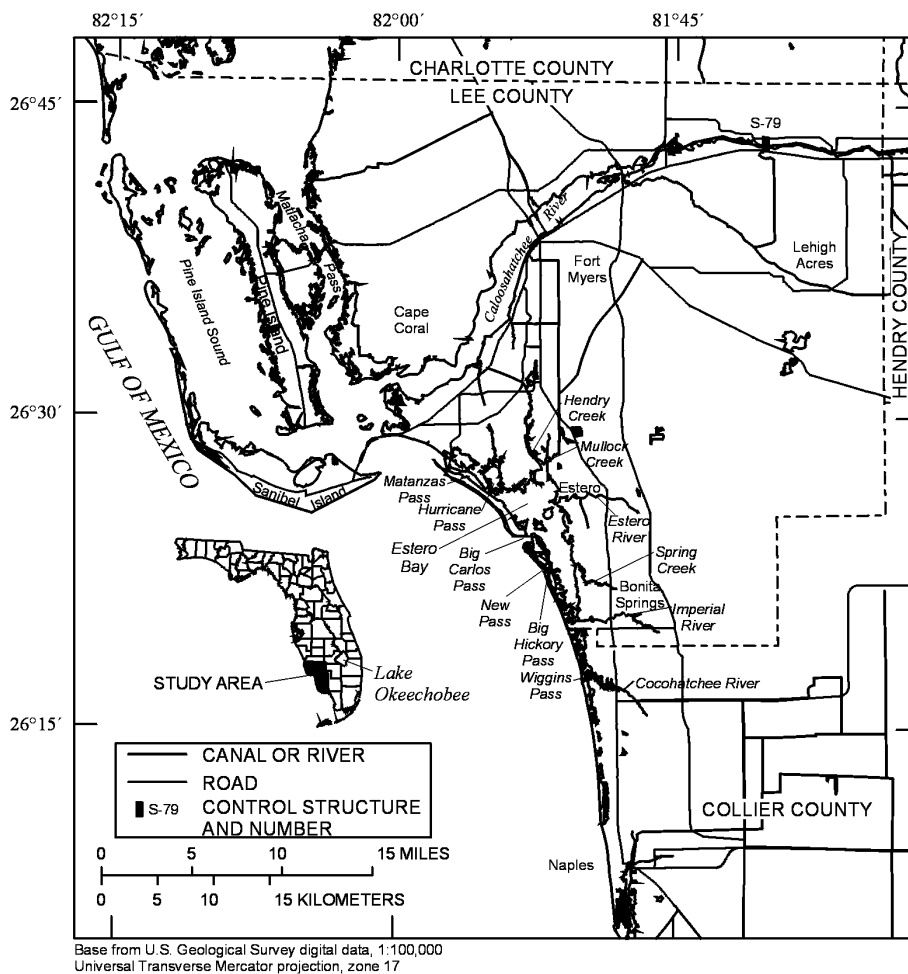 82°15′
82°00′
81°45′
CHARLOTTE COUNTY
LEE COUNTY
26°45′
S-79
Matlacha
Pass
River
Caloosahatchee
Lehigh
Acres
HENDRY COUNTY
Fort
Myers
Pine Island Sound
Pine Island
Cape
Coral
GULF OF MEXICO
26°30′
Hendry
Creek
Mullock
Creek
Sanibel Island
Matanzas
Pass
Hurricane
Pass
Estero
Estero
River
Estero
Bay
Big
Carlos
Pass
Spring
Creek
New
Pass
Bonita
Springs
Imperial
River
Big
Hickory
Pass
Wiggins
Pass
Cocohatchee River
STUDY AREA
Lake
Okeechobee
26°15′
CANAL OR RIVER
ROAD
S-79 CONTROL STRUCTURE
AND NUMBER
COLLIER COUNTY
0 5 10 15 MILES
0 5 10 15 KILOMETERS
Naples
Base from U.S. Geological Survey digital data, 1:100,000
Universal Transverse Mercator projection, zone 17